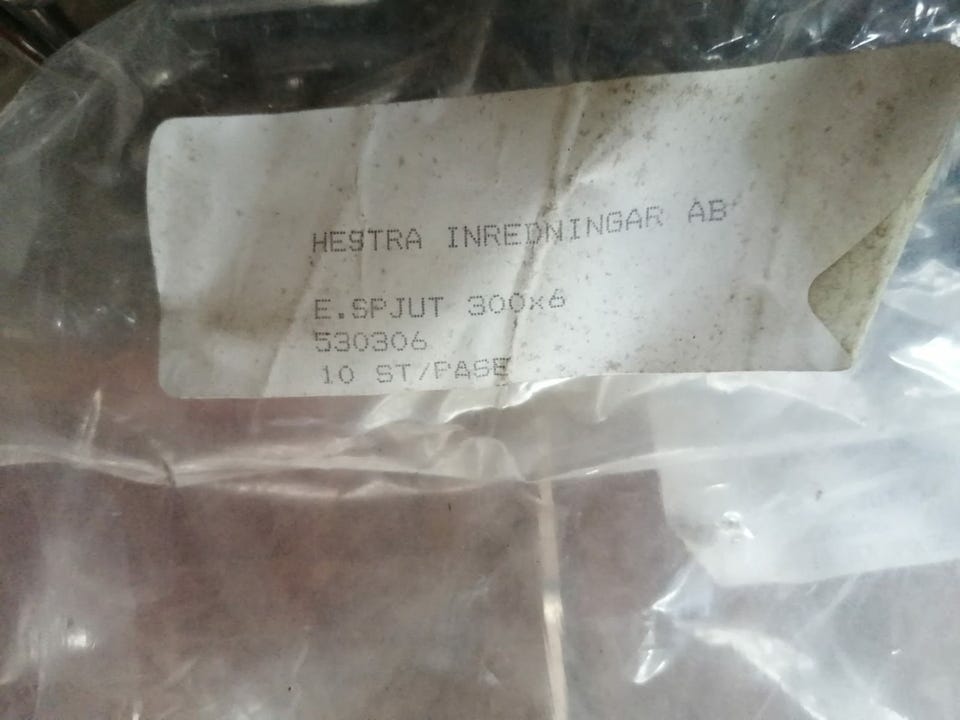 HESTRA INREDNINGAR AB
E.SPJUT 300x6
530306
10 ST/PASE